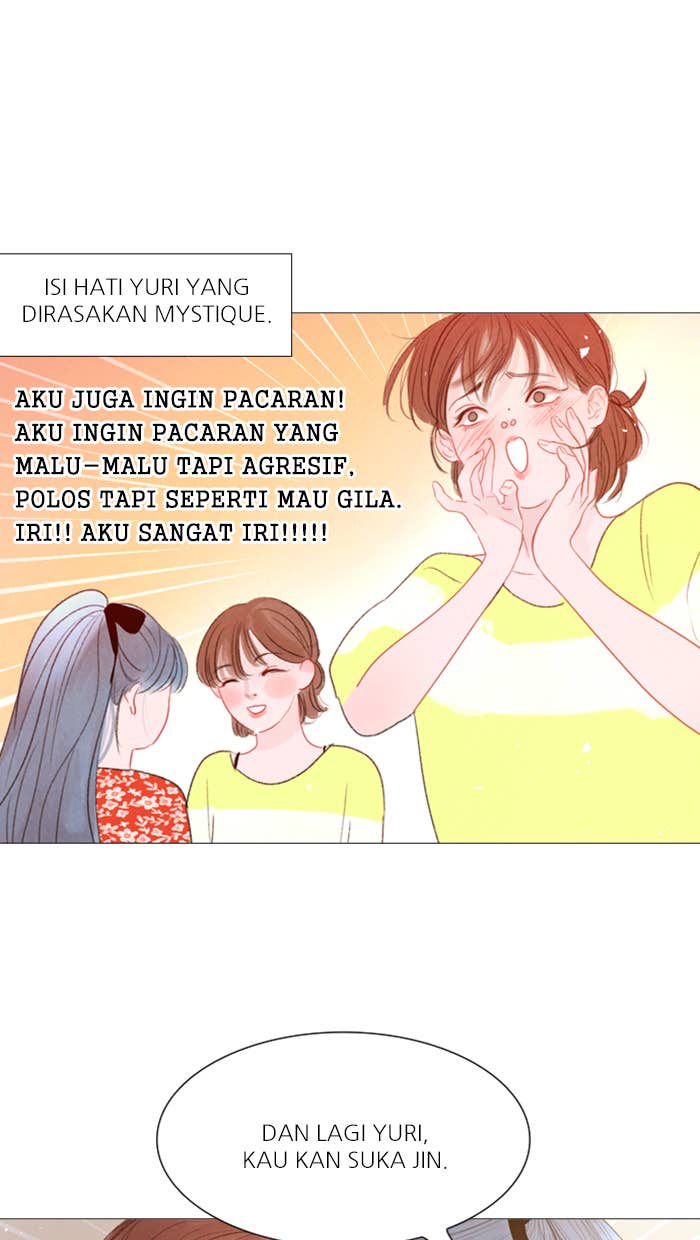 ISI HATI YURI YANG
DIRASAKAN MYSTIQUE.
AKU JUGA INGIN PACARAN!
AKU INGIN PACARAN YANG
MALU-MALU TAPI AGRESIF,
POLOS TAPI SEPERTI MAU GILA.
IRI!! AKU SANGAT IRI!!!!!
DAN LAGI YURI,
KAU KAN SUKA JIN.